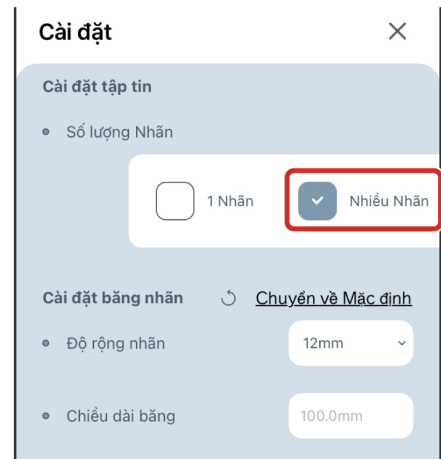 Cài đặt
Cài đặt tập tin
Số lượng Nhãn
1 Nhãn
Nhiều Nhãn
Cài đặt băng nhãn
Chuyển về Mặc định
Độ rộng nhãn
12mm
Chiều dài băng
100.0mm